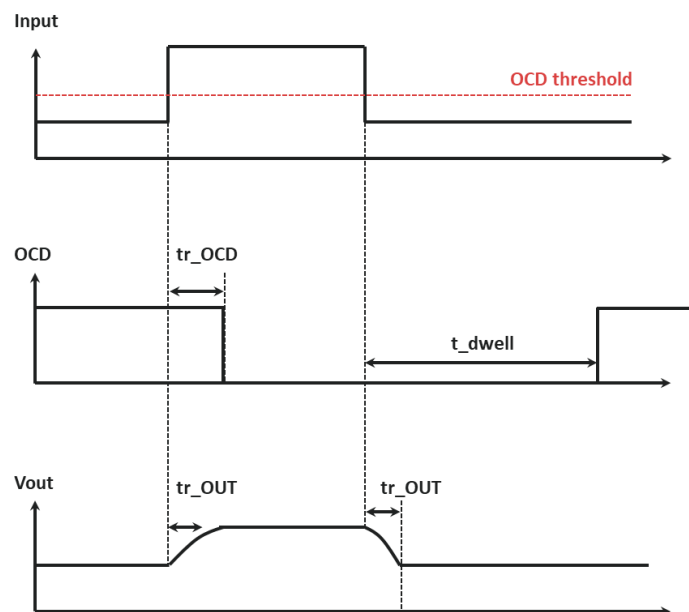 Input
OCD threshold
OCD
tr_OCD
t_dwell
Vout
tr_OUT
tr_OUT